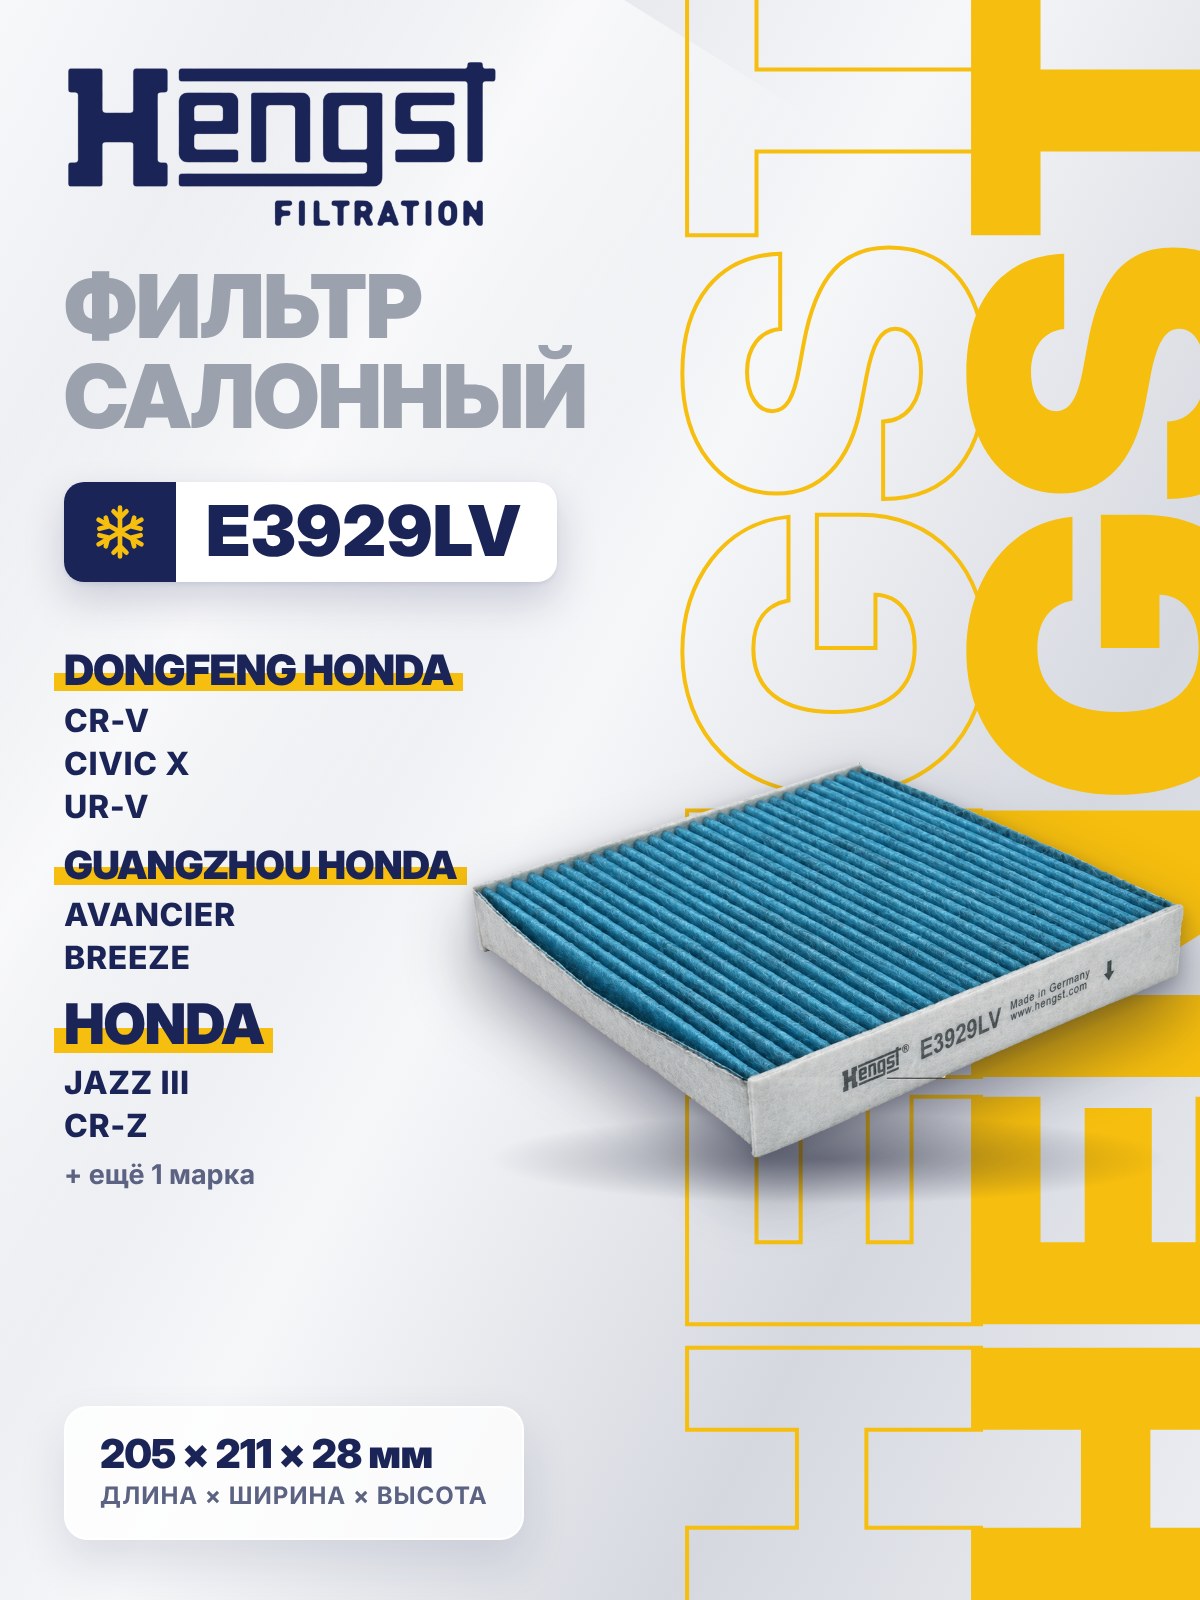 Hengst
FILTRATION
ФИЛЬТР
САЛОННЫЙ
E3929LV
DONGFENG HONDA
CR-V
CIVIC X
UR-V
GUANGZHOU HONDA
AVANCIER
BREEZE
HONDA
JAZZ III
CR-Z
+ ещё 1 марка
205 × 211 × 28 мм
ДЛИНА × ШИРИНА × ВЫСОТА
Hengst® E3929LV
Made in Germany
www.hengst.com
HENGST
HENGST